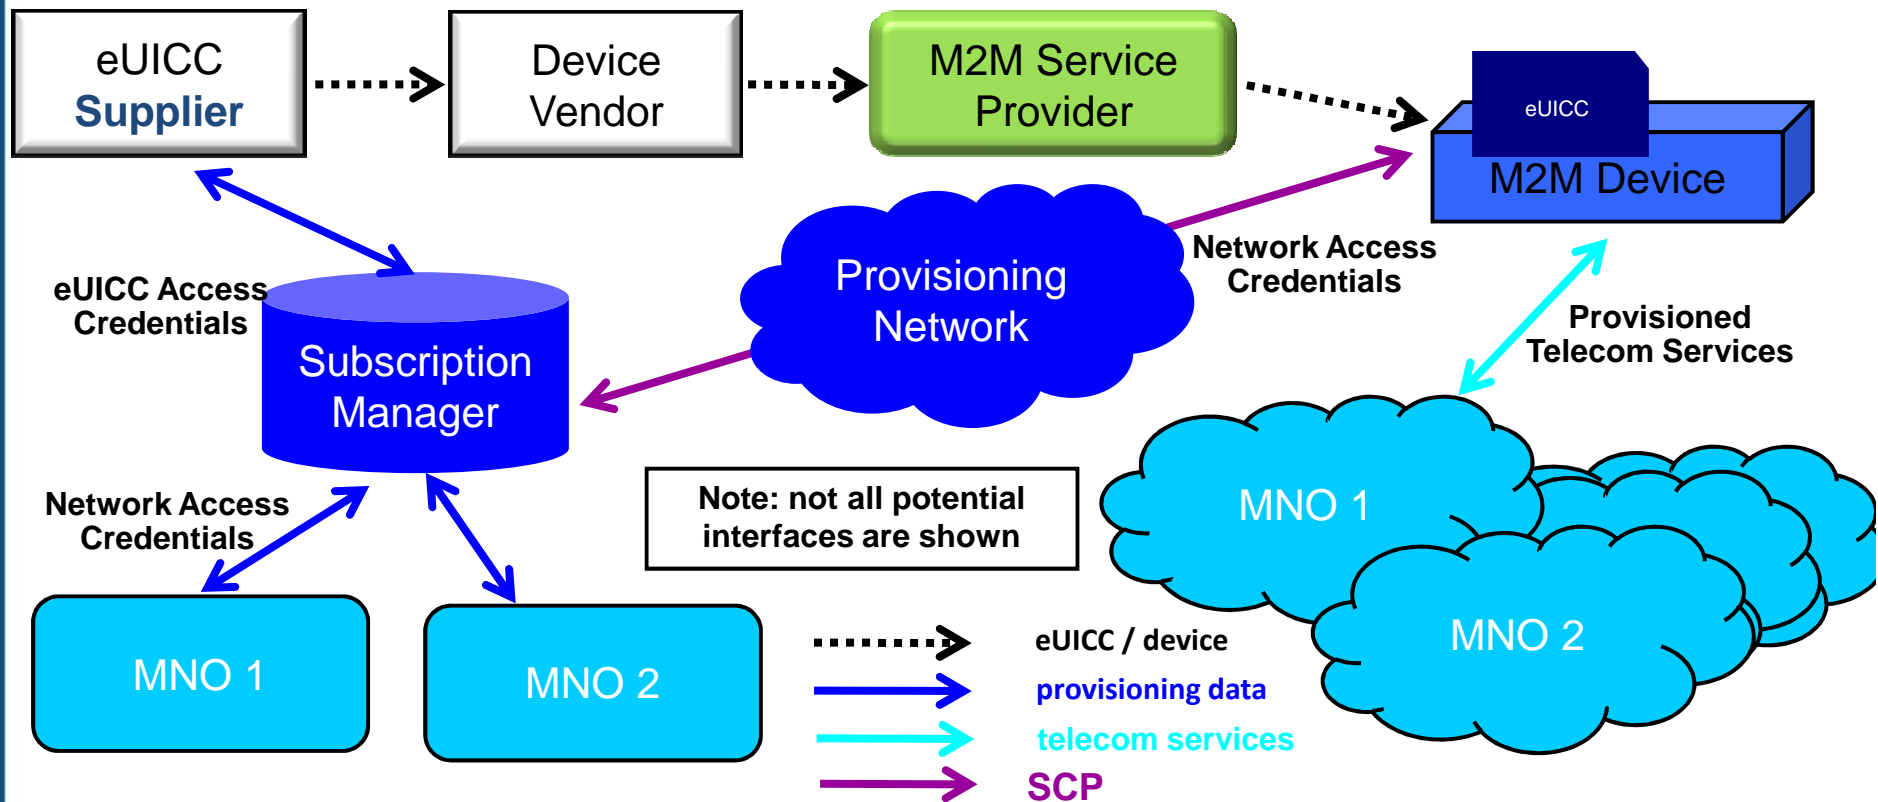 eUICC
Supplier
Device
Vendor
M2M Service
Provider
eUICC
M2M Device
eUICC Access
Credentials
Provisioning
Network
Network Access
Credentials
Provisioned
Telecom Services
Subscription
Manager
Network Access
Credentials
Note: not all potential
interfaces are shown
MNO 1
MNO 2
MNO 1
MNO 2
eUICC / device
provisioning data
telecom services
SCP